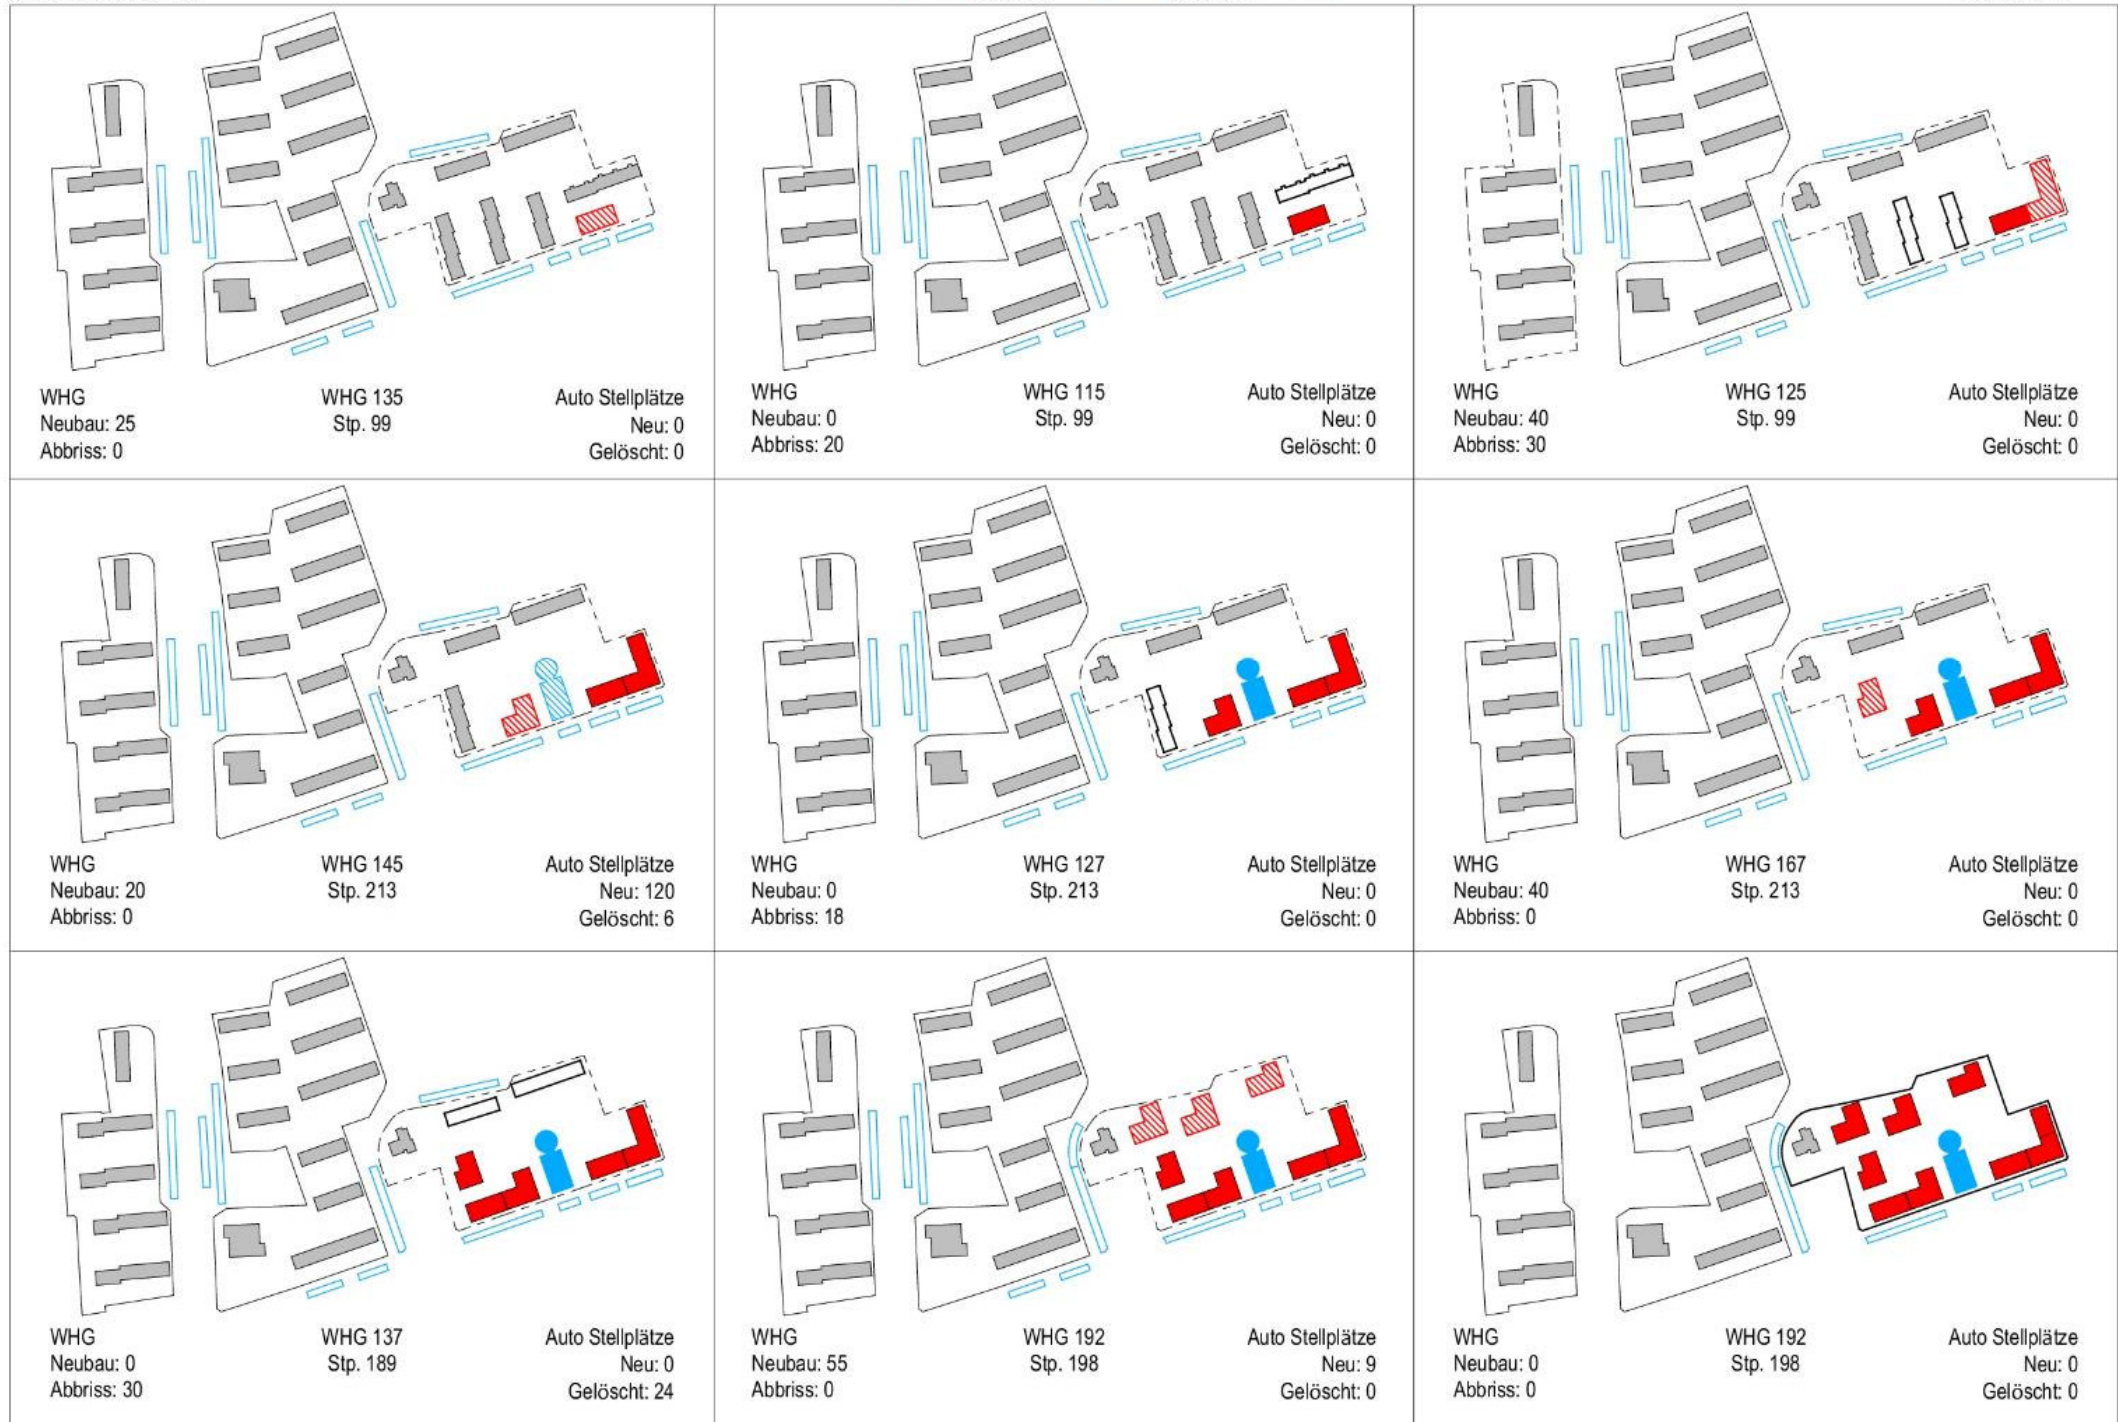 WHG
Neubau: 25
Abbriss: 0
WHG 135
Stp. 99
Auto Stellplätze
Neu: 0
Gelöscht: 0
WHG
Neubau: 0
Abbriss: 20
WHG 115
Stp. 99
Auto Stellplätze
Neu: 0
Gelöscht: 0
WHG
Neubau: 40
Abbriss: 30
WHG 125
Stp. 99
Auto Stellplätze
Neu: 0
Gelöscht: 0
WHG
Neubau: 20
Abbriss: 0
WHG 145
Stp. 213
Auto Stellplätze
Neu: 120
Gelöscht: 6
WHG
Neubau: 0
Abbriss: 18
WHG 127
Stp. 213
Auto Stellplätze
Neu: 0
Gelöscht: 0
WHG
Neubau: 40
Abbriss: 0
WHG 167
Stp. 213
Auto Stellplätze
Neu: 0
Gelöscht: 0
WHG
Neubau: 0
Abbriss: 30
WHG 137
Stp. 189
Auto Stellplätze
Neu: 0
Gelöscht: 24
WHG
Neubau: 55
Abbriss: 0
WHG 192
Stp. 198
Auto Stellplätze
Neu: 9
Gelöscht: 0
WHG
Neubau: 0
Abbriss: 0
WHG 192
Stp. 198
Auto Stellplätze
Neu: 0
Gelöscht: 0